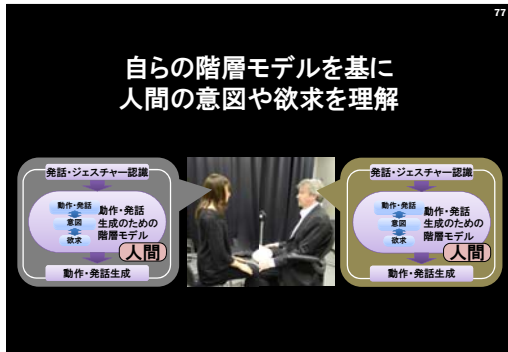 77
自らの階層モデルを基に
人間の意図や欲求を理解
発話・ジェスチャー認識
動作・発話
意図
欲求
動作・発話
生成のための
階層モデル
人間
動作・発話生成
発話・ジェスチャー認識
動作・発話
意図
欲求
動作・発話
生成のための
階層モデル
人間
動作・発話生成